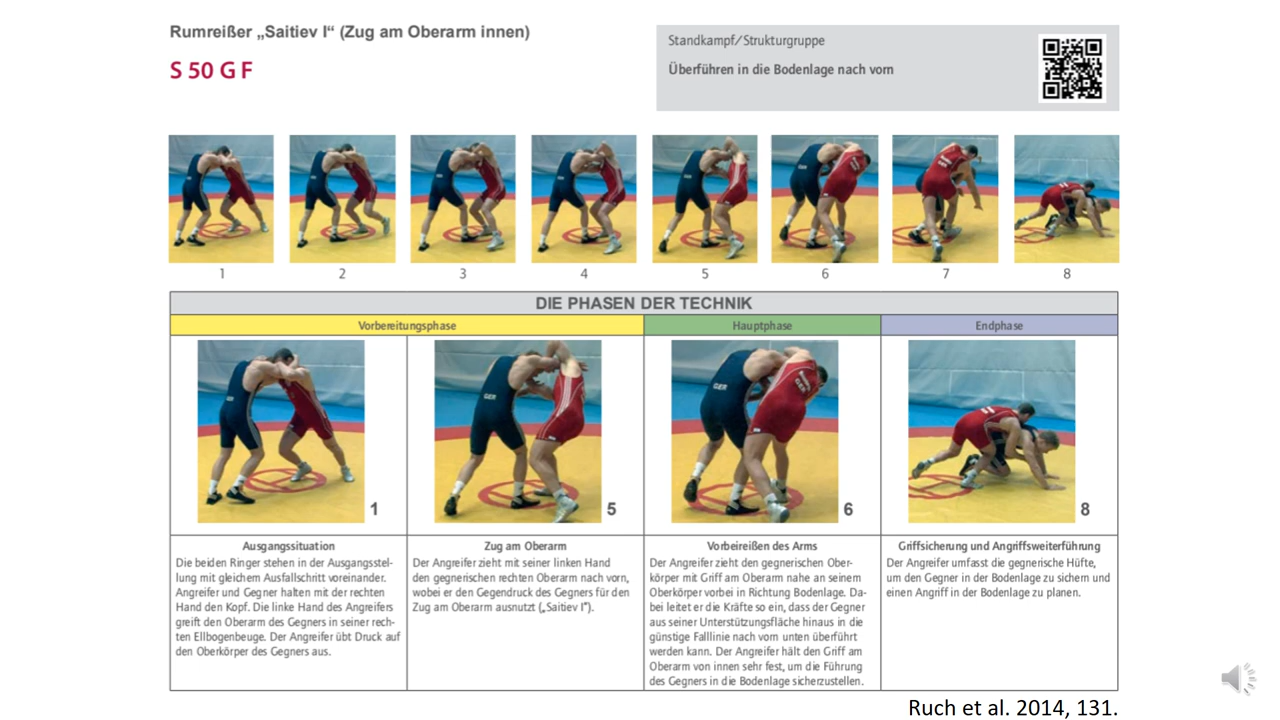 Rumreißer „Saitiev I“ (Zug am Oberarm innen)
S 50 G F
Standkampf/Strukturgruppe
Überführen in die Bodenlage nach vorn
1 2 3 4 5 6 7 8
DIE PHASEN DER TECHNIK
Vorbereitungsphase Hauptphase Endphase
1 5 6 8
Ausgangssituation
Die beiden Ringer stehen in der Ausgangsstel-
lung mit gleichem Ausfallschritt voreinander.
Angreifer und Gegner halten mit der rechten
Hand den Kopf. Die linke Hand des Angreifers
greift den Oberarm des Gegners in seiner rech-
ten Ellbogenbeuge. Der Angreifer übt Druck auf
den Oberkörper des Gegners aus.
Zug am Oberarm
Der Angreifer zieht mit seiner linken Hand
den gegnerischen rechten Oberarm nach vorn,
wobei er den Gegendruck des Gegners für den
Zug am Oberarm ausnutzt („Saitiev I“).
Vorbeireißen des Arms
Der Angreifer zieht den gegnerischen Ober-
körper mit Griff am Oberarm nahe an seinem
Oberkörper vorbei in Richtung Bodenlage. Da-
bei leitet er die Kräfte so ein, dass der Gegner
aus seiner Unterstützungsfläche hinaus in die
günstige Falllinie nach vorn unten überführt
werden kann. Der Angreifer hält den Griff am
Oberarm von innen sehr fest, um die Führung
des Gegners in die Bodenlage sicherzustellen.
Griffsicherung und Angriffsweiterführung
Der Angreifer umfasst die gegnerische Hüfte,
um den Gegner in der Bodenlage zu sichern und
einen Angriff in der Bodenlage zu planen.
Ruch et al. 2014, 131.